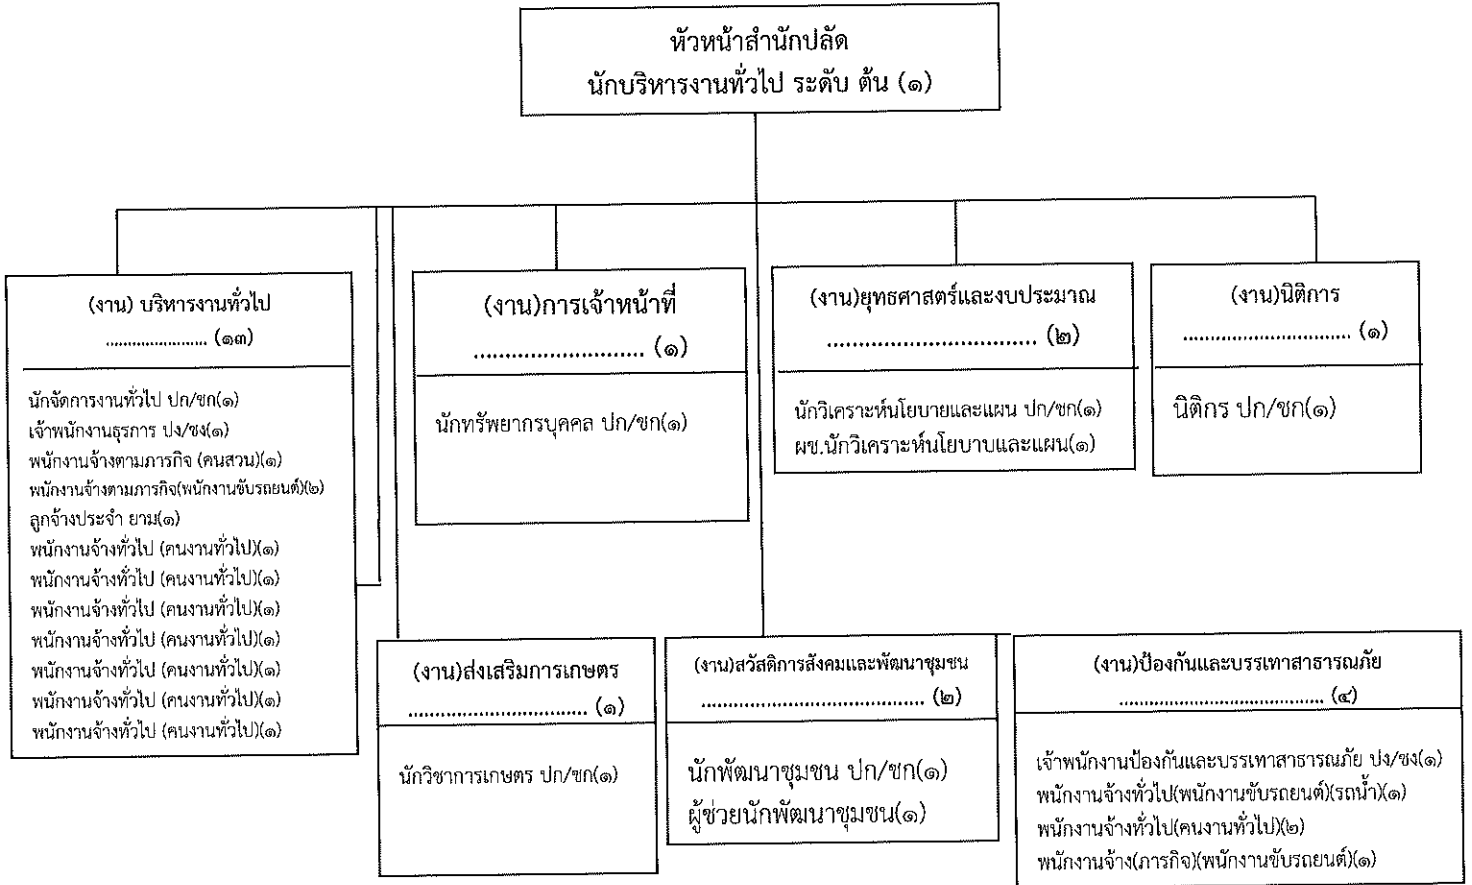 หัวหน้าสำนักปลัด
นักบริหารงานทั่วไป ระดับ ต้น (๑)
(งาน) บริหารงานทั่วไป
...................... (๑๓)
นักจัดการงานทั่วไป ปก/ชก(๑)
เจ้าพนักงานธุรการ ปง/ชง(๑)
พนักงานจ้างตามภารกิจ (คนสวน)(๑)
พนักงานจ้างตามภารกิจ(พนักงานขับรถยนต์)(๒)
ลูกจ้างประจำ ยาม(๑)
พนักงานจ้างทั่วไป (คนงานทั่วไป)(๑)
พนักงานจ้างทั่วไป (คนงานทั่วไป)(๑)
พนักงานจ้างทั่วไป (คนงานทั่วไป)(๑)
พนักงานจ้างทั่วไป (คนงานทั่วไป)(๑)
พนักงานจ้างทั่วไป (คนงานทั่วไป)(๑)
พนักงานจ้างทั่วไป (คนงานทั่วไป)(๑)
พนักงานจ้างทั่วไป (คนงานทั่วไป)(๑)
(งาน)การเจ้าหน้าที่
........................... (๑)
นักทรัพยากรบุคคล ปก/ชก(๑)
(งาน)ยุทธศาสตร์และงบประมาณ
................................. (๒)
นักวิเคราะห์นโยบายและแผน ปก/ชก(๑)
ผช.นักวิเคราะห์นโยบาบและแผน(๑)
(งาน)นิติการ
............................... (๑)
นิติกร ปก/ชก(๑)
(งาน)ส่งเสริมการเกษตร
................................. (๑)
นักวิชาการเกษตร ปก/ชก(๑)
(งาน)สวัสดิการสังคมและพัฒนาชุมชน
........................................ (๒)
นักพัฒนาชุมชน ปก/ชก(๑)
ผู้ช่วยนักพัฒนาชุมชน(๑)
(งาน)ป้องกันและบรรเทาสาธารณภัย
........................................ (๔)
เจ้าพนักงานป้องกันและบรรเทาสาธารณภัย ปง/ชง(๑)
พนักงานจ้างทั่วไป(พนักงานขับรถยนต์)(รถน้ำ)(๑)
พนักงานจ้างทั่วไป(คนงานทั่วไป)(๒)
พนักงานจ้าง(ภารกิจ)(พนักงานขับรถยนต์)(๑)